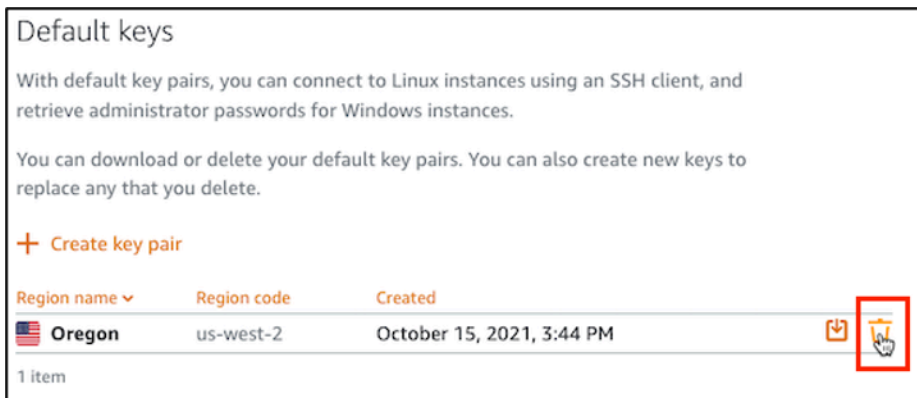 Default keys
With default key pairs, you can connect to Linux instances using an SSH client, and
retrieve administrator passwords for Windows instances.
You can download or delete your default key pairs. You can also create new keys to
replace any that you delete.
+ Create key pair
Region name Region code Created
Oregon us-west-2 October 15, 2021, 3:44 PM
1 item